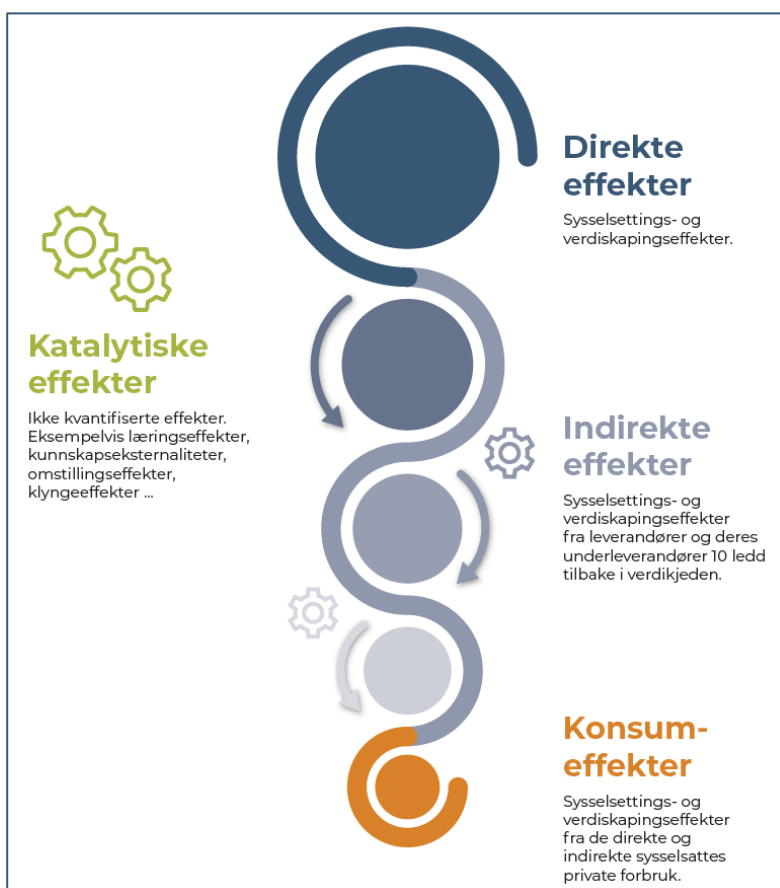 Direkte
effekter
Sysselsettings- og
verdiskapingseffekter.
Katalytiske
effekter
Ikke kvantifiserte effekter.
Eksempelvis læringseffekter,
kunnskapseksternaliteter,
omstillingseffekter,
klyngeeffekter ...
Indirekte
effekter
Sysselsettings- og
verdiskapingseffekter
fra leverandører og deres
underleverandører 10 ledd
tilbake i verdikjeden.
Konsum-
effekter
Sysselsettings- og
verdiskapingseffekter
fra de direkte og
indirekte sysselsattes
private forbruk.